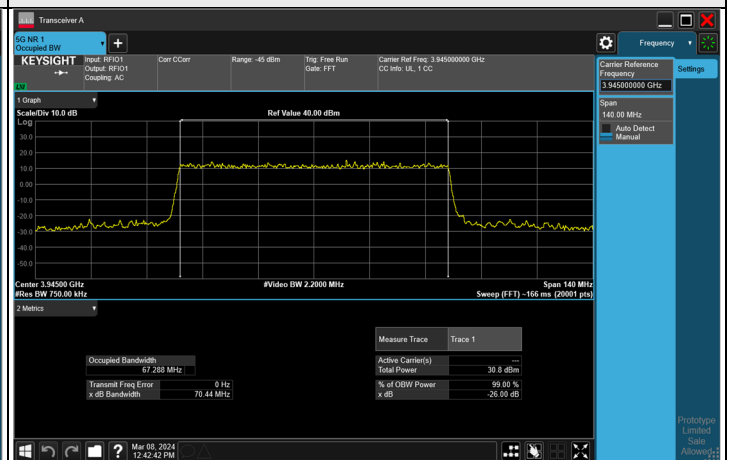 Transceiver A
5G NR 1
Occupied BW
Frequency
KEYSIGHT
LXI
Input: RFIO1
Output: RFIO1
Coupling: AC
Corr CCorr
Range: -45 dBm
Trig: Free Run
Gate: FFT
Carrier Ref Freq: 3.945000000 GHz
CC Info: UL, 1 CC
Carrier Reference
Frequency
3.945000000 GHz
Settings
Span
140.00 MHz
Auto Detect
Manual
1 Graph
Scale/Div 10.0 dB
Ref Value 40.00 dBm
Log
30.0
20.0
10.0
0.00
-10.0
-20.0
-30.0
-40.0
-50.0
Center 3.94500 GHz
#Video BW 2.2000 MHz
Span 140 MHz
#Res BW 750.00 kHz
Sweep (FFT) ~166 ms (20001 pts)
2 Metrics
Measure Trace
Trace 1
Occupied Bandwidth
67.288 MHz
Active Carrier(s)
---
Total Power
30.8 dBm
Transmit Freq Error
0 Hz
x dB Bandwidth
70.44 MHz
% of OBW Power
99.00 %
x dB
-26.00 dB
Prototype
Limited
Sale
Allowed
?
Mar 08, 2024
12:42:42 PM